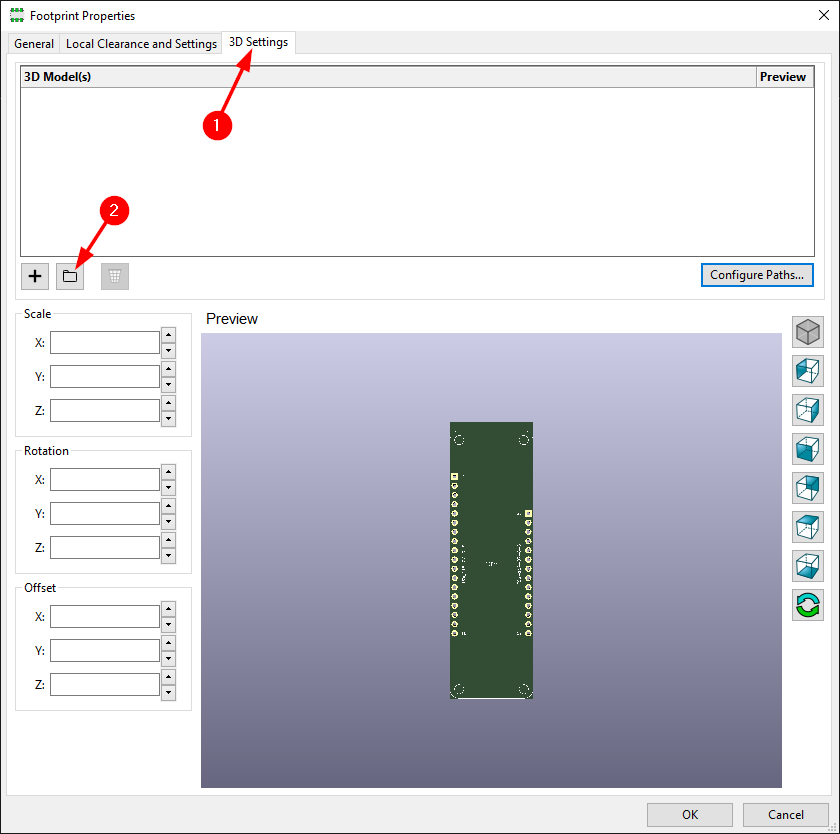 Footprint Properties
General Local Clearance and Settings 3D Settings
3D Model(s) Preview
1
2
Configure Paths...
Scale
X:
Y:
Z:
Rotation
X:
Y:
Z:
Offset
X:
Y:
Z:
Preview
OK Cancel